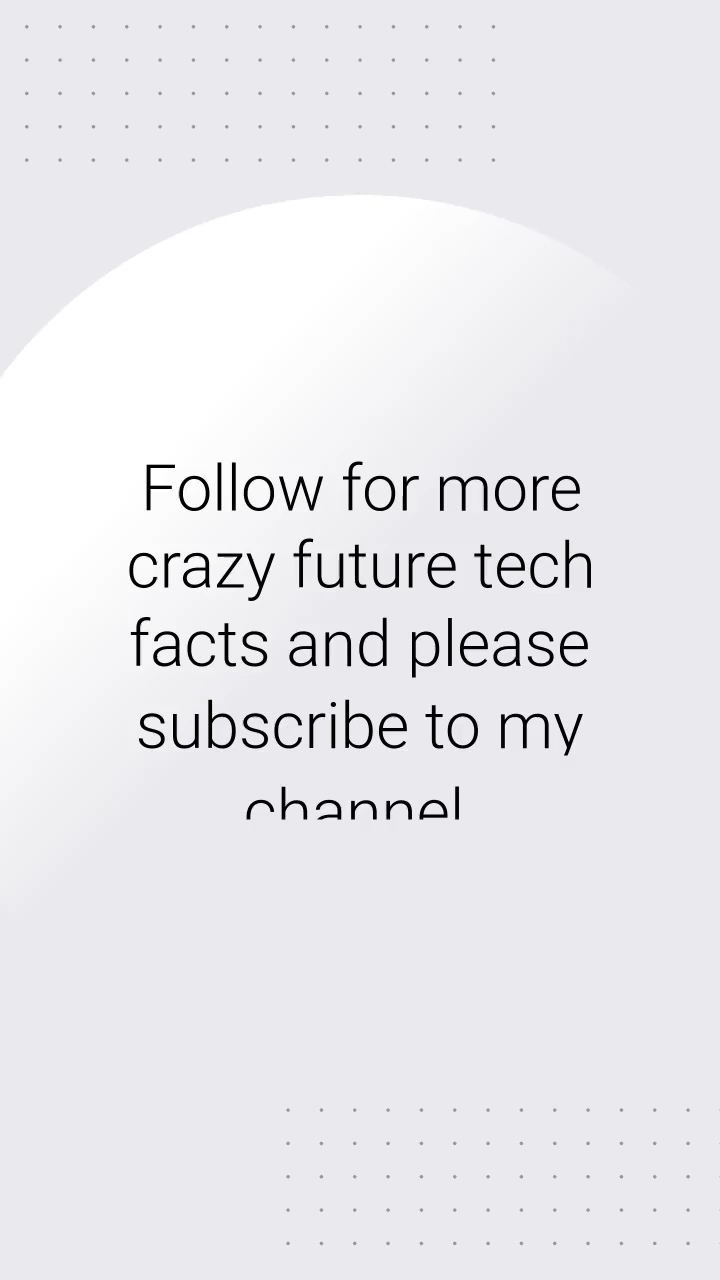 Follow for more
crazy future tech
facts and please
subscribe to my
channel